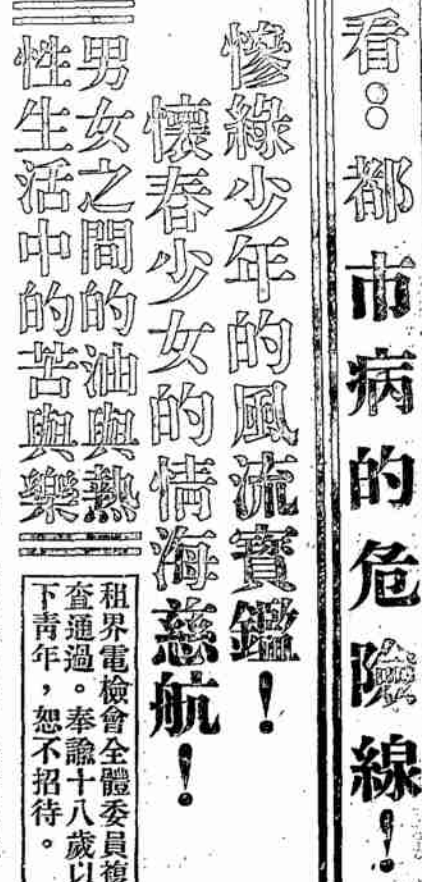 看：都市病的危險線！
慘綠少年的風流寶鑑！
懷春少女的情海慈航！
男女之間的油與熱
性生活中的苦與樂
租界電檢會全體委員複
查通過。奉諭十八歲以
下青年，恕不招待。